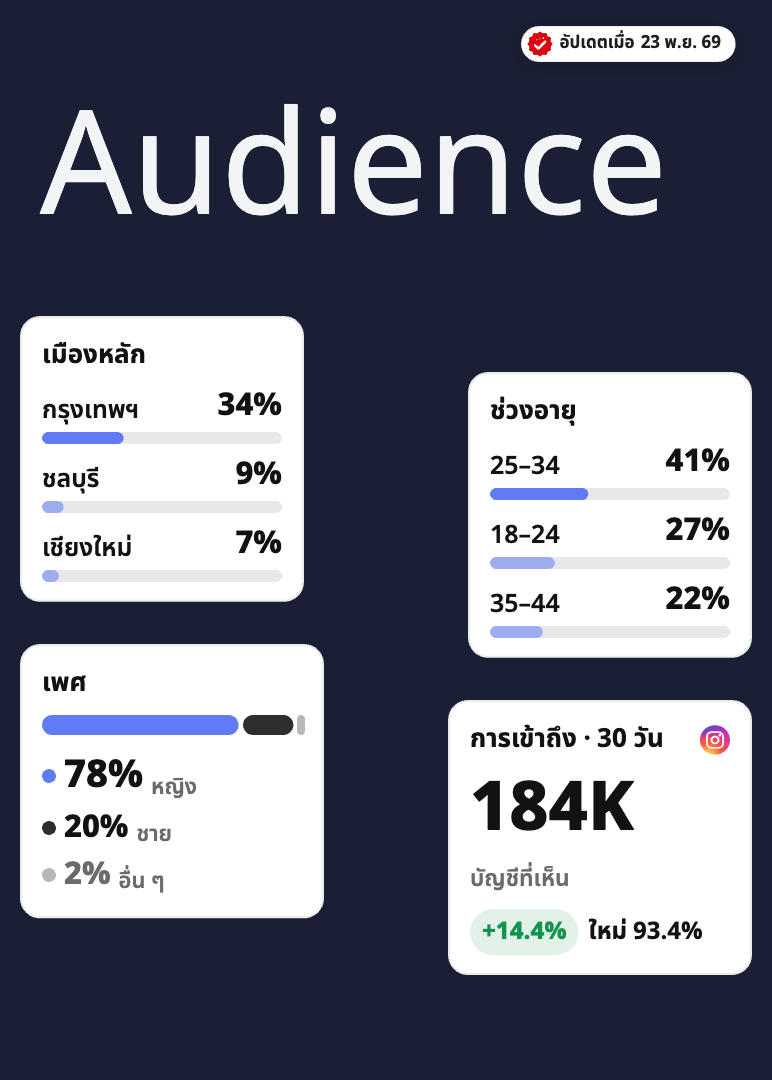 อัปเดตเมื่อ 23 พ.ย. 69
Audience
เมืองหลัก
กรุงเทพฯ 34%
ชลบุรี 9%
เชียงใหม่ 7%
ช่วงอายุ
25–34 41%
18–24 27%
35–44 22%
เพศ
78% หญิง
20% ชาย
2% อื่น ๆ
การเข้าถึง · 30 วัน
184K
บัญชีที่เห็น
+14.4% ใหม่ 93.4%